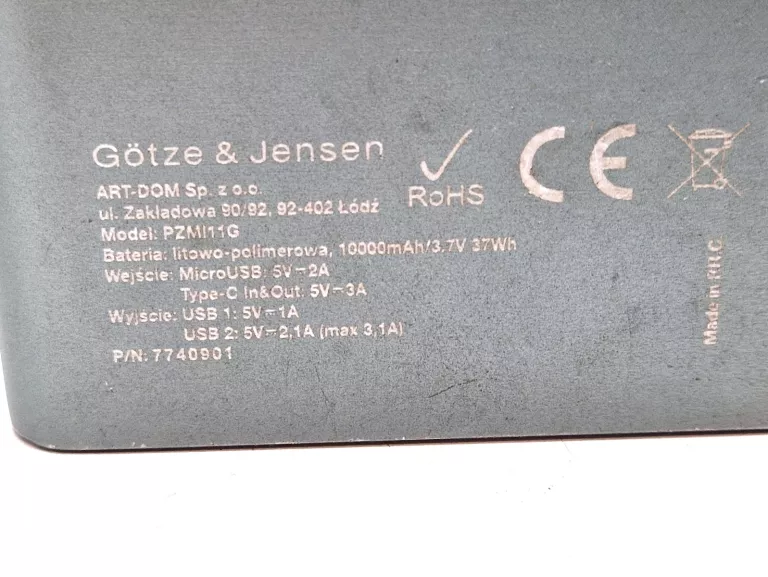 Götze & Jensen
RoHS
ART-DOM Sp. z o.o.
ul. Zakładowa 90/92, 92-402 Łódź
Model: PZMI11G
Bateria: litowo-polimerowa, 10000mAh/3.7V 37Wh
Wejście: MicroUSB: 5V⎓2A
Type-C In&Out: 5V⎓3A
Wyjście: USB 1: 5V⎓1A
USB 2: 5V⎓2,1A (max 3,1A)
P/N: 7740901
CE
Made in P.R.C.